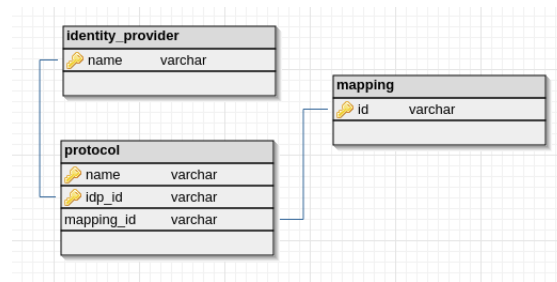 identity_provider
name varchar
mapping
id varchar
protocol
name varchar
idp_id varchar
mapping_id varchar